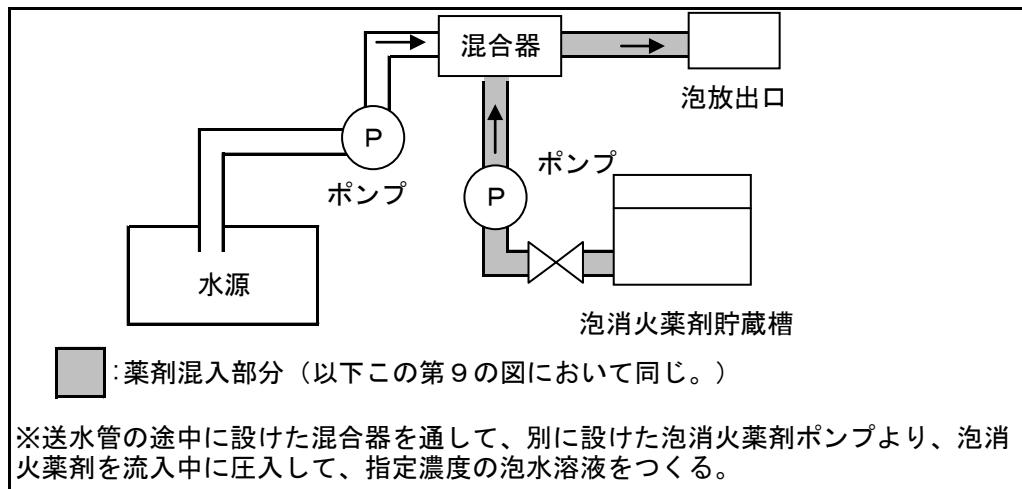 混合器
泡放出口
P
ポンプ
ポンプ
P
水源
泡消火薬剤貯蔵槽
:薬剤混入部分（以下この第９の図において同じ。）
※送水管の途中に設けた混合器を通して、別に設けた泡消火薬剤ポンプより、泡消
火薬剤を流入中に圧入して、指定濃度の泡水溶液をつくる。